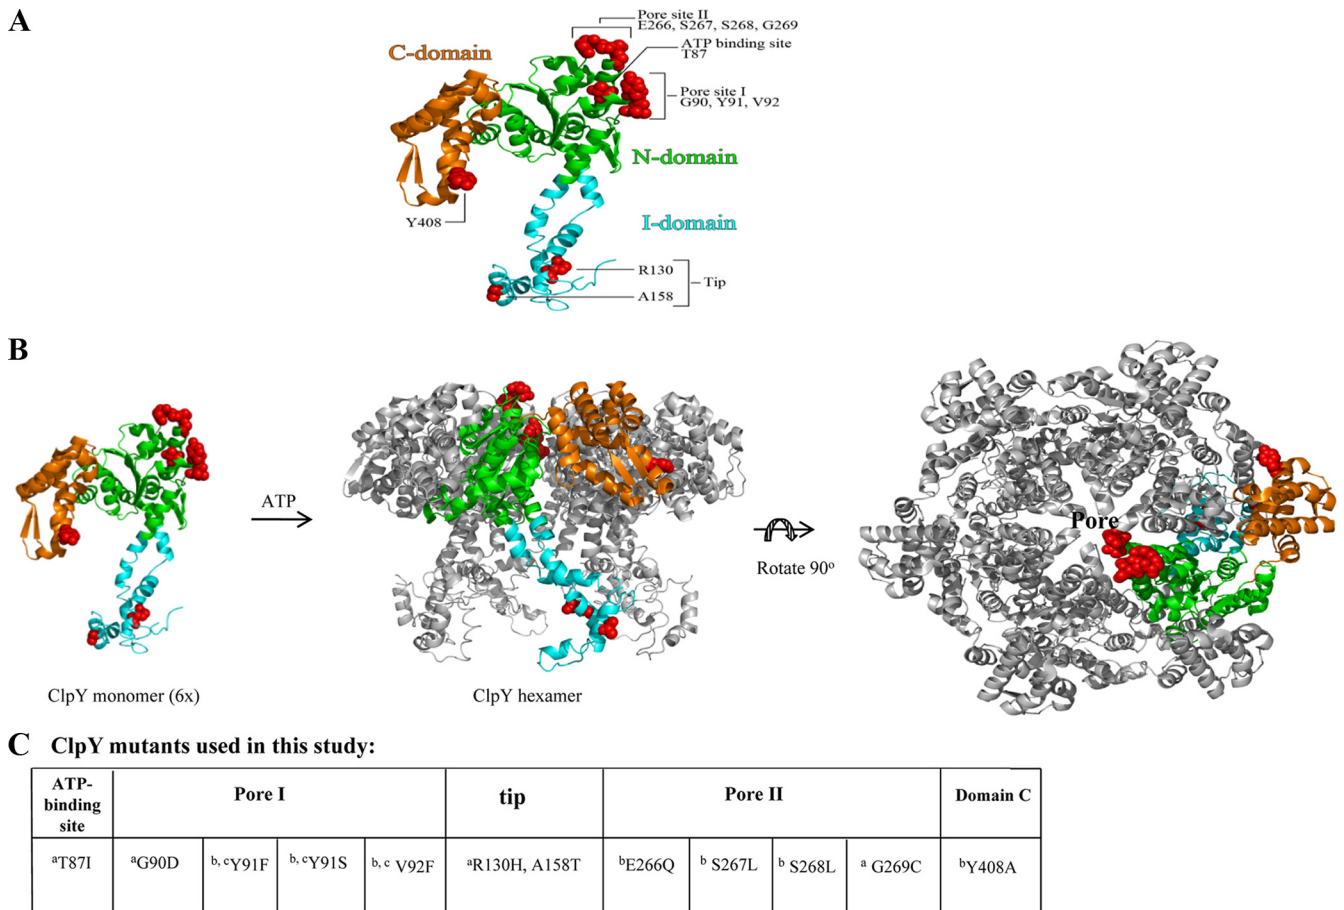 A
Pore site II
E266, S267, S268, G269
ATP binding site
T87
C-domain
Pore site I
G90, Y91, V92
N-domain
Y408
I-domain
R130
Tip
A158
B
ATP
Pore
Rotate 90°
ClpY monomer (6x)
ClpY hexamer
C ClpY mutants used in this study:
ATP-
binding
site
Pore I
tip
Pore II
Domain C
aT87I
aG90D
b, cY91F
b, cY91S
b, c V92F
aR130H, A158T
bE266Q
b S267L
b S268L
a G269C
bY408A